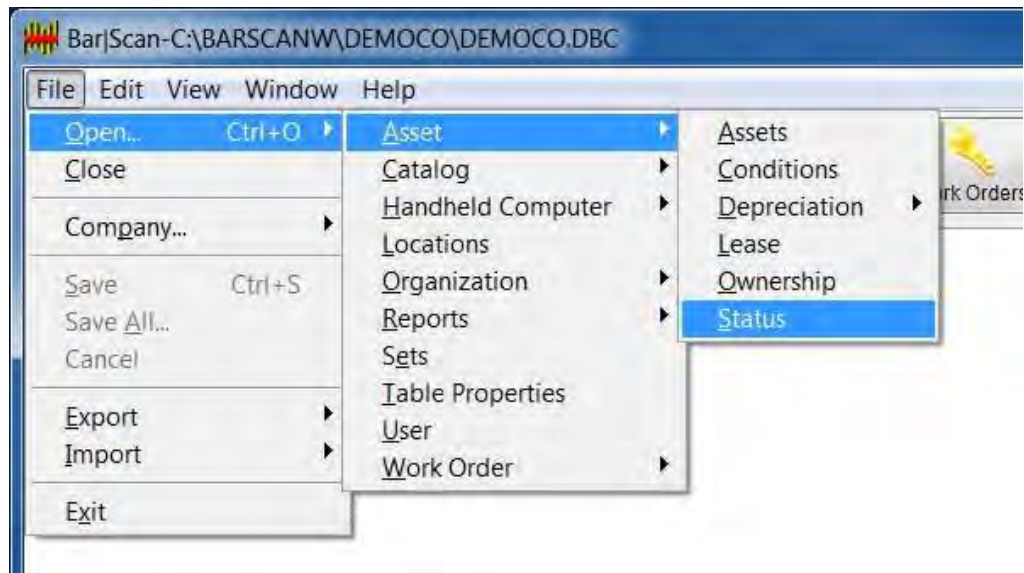 Bar|Scan-C:\BARSCANW\DEMOCO\DEMOCO.DBC
File Edit View Window Help
Open... Ctrl+O
Close
Company...
Save Ctrl+S
Save All...
Cancel
Export
Import
Exit
Asset
Catalog
Handheld Computer
Locations
Organization
Reports
Sets
Table Properties
User
Work Order
Assets
Conditions
Depreciation
Lease
Ownership
Status
rk Orders